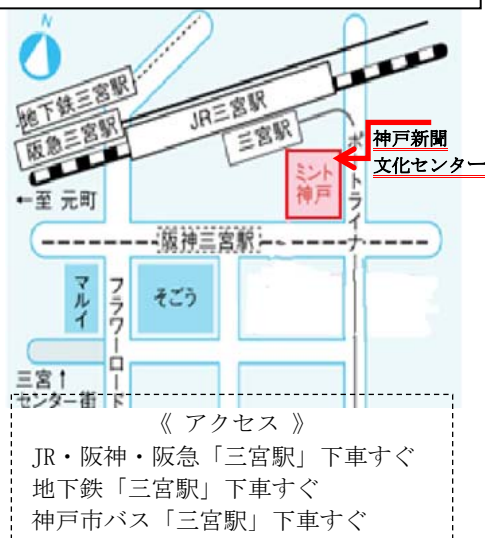 N
地下鉄三宮駅
阪急三宮駅
JR三宮駅
三宮駅
ポートライナー
神戸新聞
文化センター
ミント
神戸
←至 元町
阪神三宮駅
マルイ
フラワーロード
そごう
三宮↑
センター街
《 アクセス 》
JR・阪神・阪急「三宮駅」下車すぐ
地下鉄「三宮駅」下車すぐ
神戸市バス「三宮駅」下車すぐ